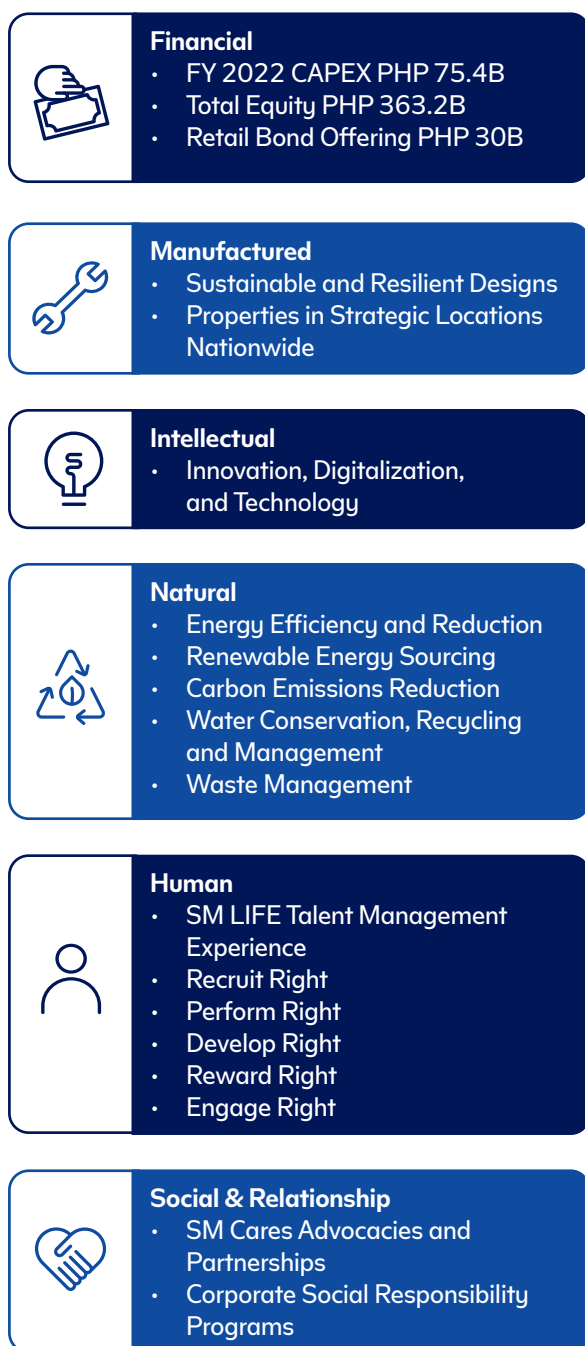 Financial
• FY 2022 CAPEX PHP 75.4B
• Total Equity PHP 363.2B
• Retail Bond Offering PHP 30B
Manufactured
• Sustainable and Resilient Designs
• Properties in Strategic Locations
Nationwide
Intellectual
• Innovation, Digitalization,
and Technology
Natural
• Energy Efficiency and Reduction
• Renewable Energy Sourcing
• Carbon Emissions Reduction
• Water Conservation, Recycling
and Management
• Waste Management
Human
• SM LIFE Talent Management
Experience
• Recruit Right
• Perform Right
• Develop Right
• Reward Right
• Engage Right
Social & Relationship
• SM Cares Advocacies and
Partnerships
• Corporate Social Responsibility
Programs